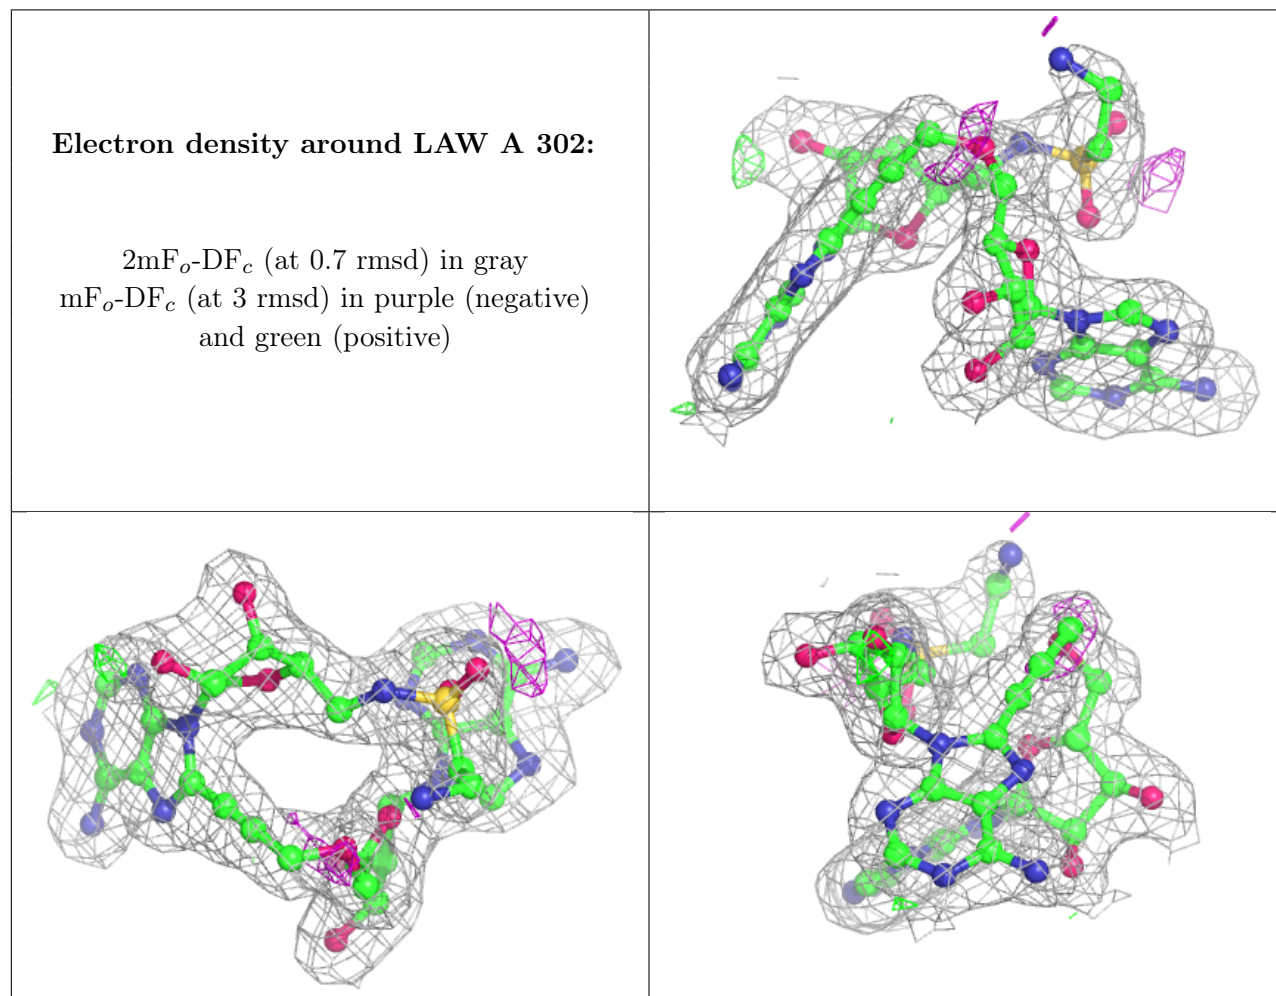 Electron density around LAW A 302:
2mFo-DFc (at 0.7 rmsd) in gray
mFo-DFc (at 3 rmsd) in purple (negative)
and green (positive)